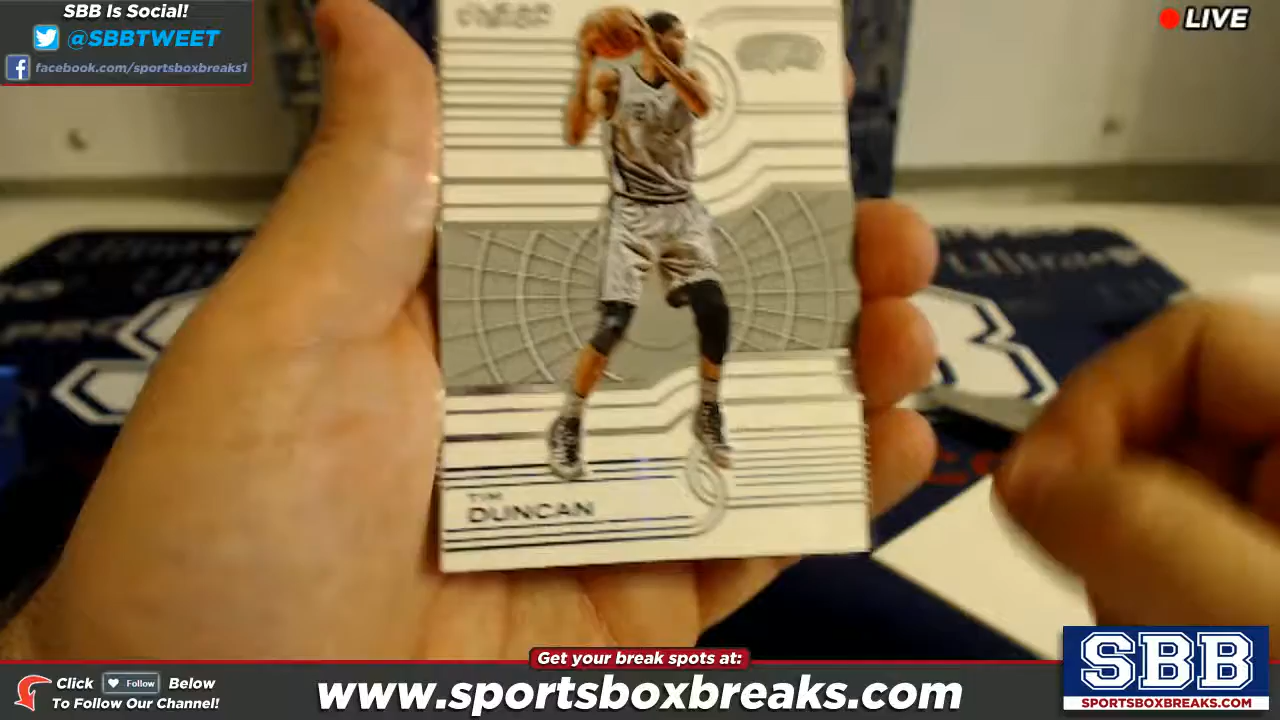 SBB Is Social!
@SBBTWEET
facebook.com/sportsboxbreaks1
LIVE
TIM
DUNCAN
Get your break spots at:
Click Follow Below
To Follow Our Channel!
www.sportsboxbreaks.com
SBB
SPORTSBOXBREAKS.COM